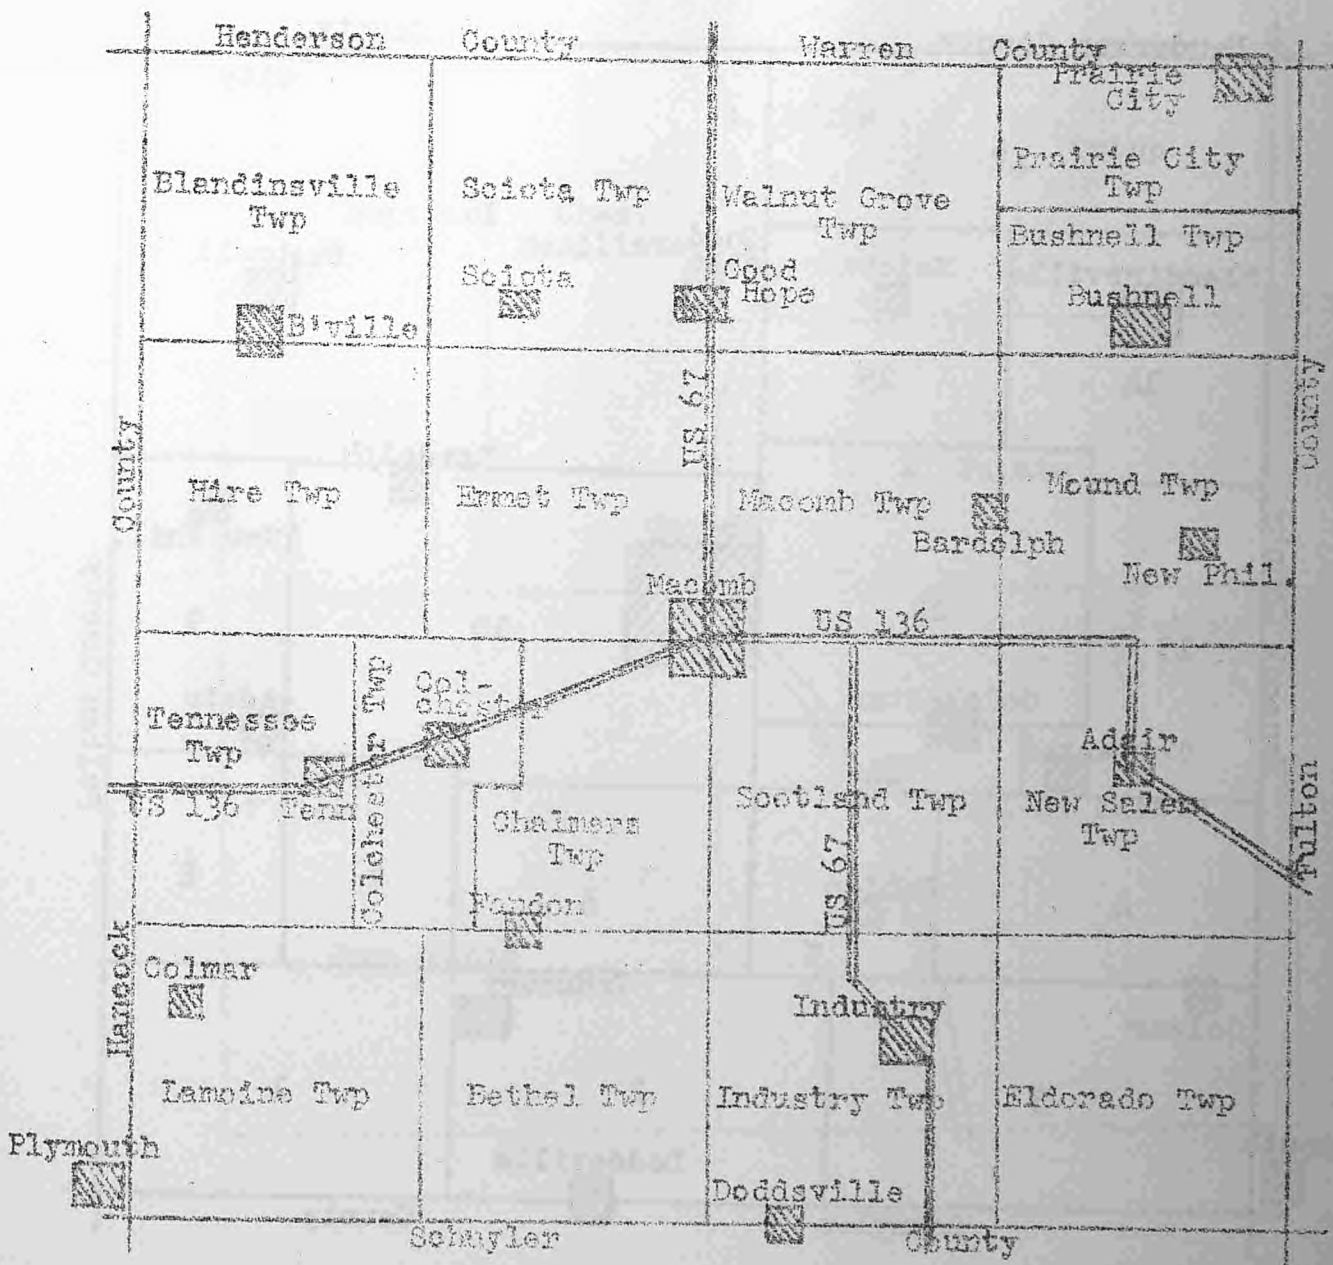 Henderson County Warren County
Prairie
City
Blandinsville
Twp
Sciota Twp
Walnut Grove
Twp
Prairie City
Twp
Bushnell Twp
Sciota
Good
Hope
Bushnell
B'ville
County
US 67
County
Hire Twp
Emmet Twp
Macomb Twp
Mound Twp
Bardolph
New Phil.
Macomb
US 136
Tennessee
Twp
Colchester Twp
Col-
chester
Adair
US 136
Tenn
Chalmers
Twp
Scotland Twp
US 67
New Salem
Twp
Fulton
Fandon
Hancock
Colmar
Industry
Lamoine Twp
Bethel Twp
Industry Twp
Eldorado Twp
Plymouth
Doddsville
Schuyler County